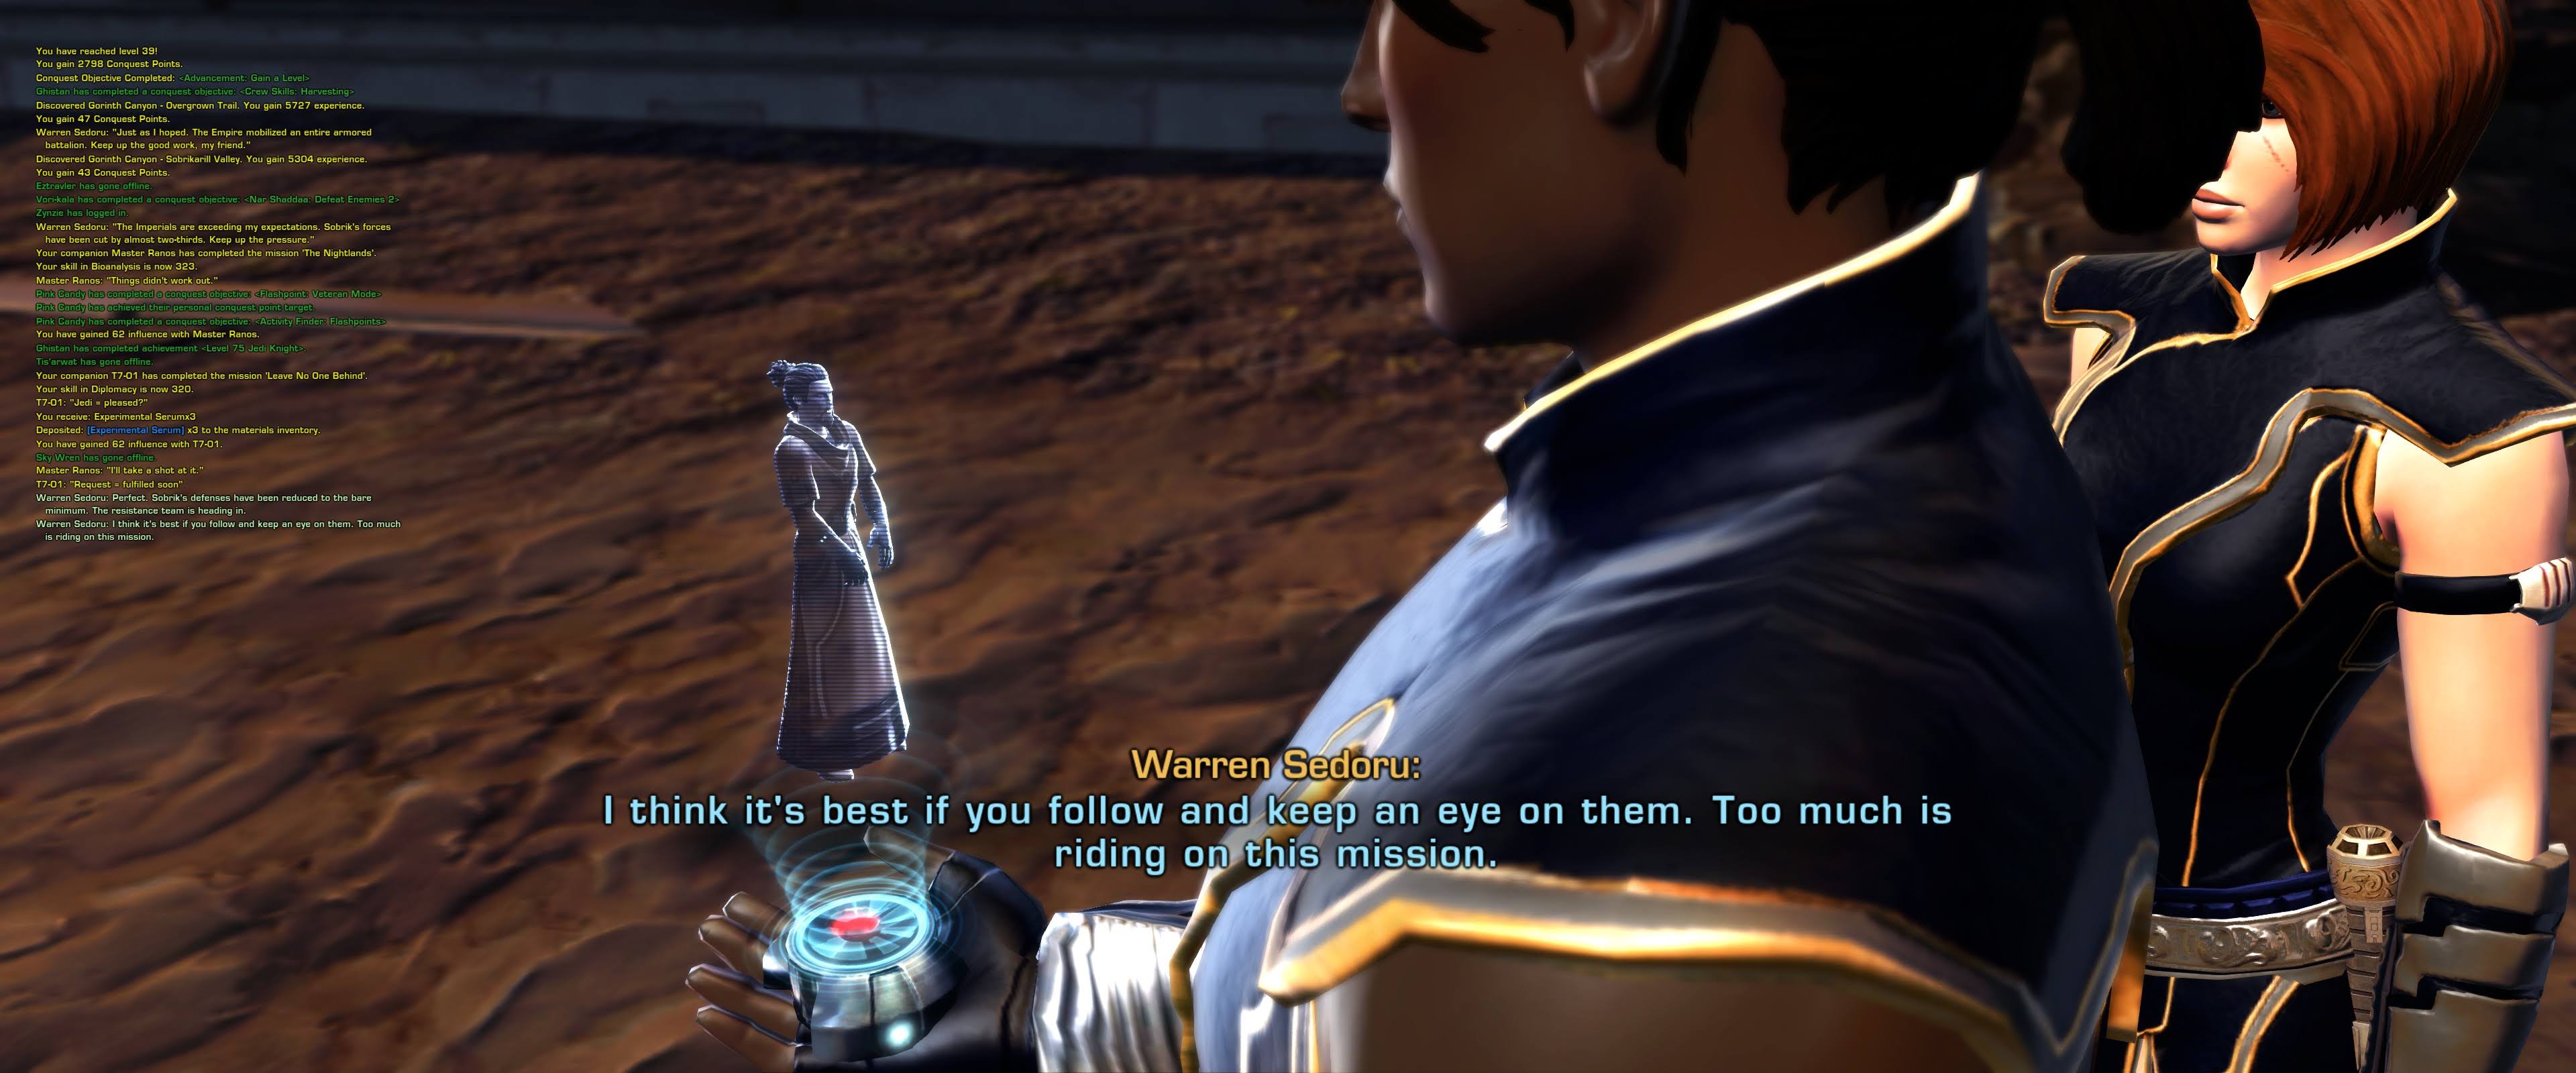 You have reached level 39!
You gain 2798 Conquest Points.
Conquest Objective Completed: <Advancement: Gain a Level>
Ghistan has completed a conquest objective: <Crew Skills: Harvesting>
Discovered Gorinth Canyon - Overgrown Trail. You gain 5727 experience.
You gain 47 Conquest Points.
Warren Sedoru: "Just as I hoped. The Empire mobilized an entire armored
battalion. Keep up the good work, my friend."
Discovered Gorinth Canyon - Sobrikarill Valley. You gain 5304 experience.
You gain 43 Conquest Points.
Eztravler has gone offline.
Vori-kala has completed a conquest objective: <Nar Shaddaa: Defeat Enemies 2>
Zynzie has logged in.
Warren Sedoru: "The Imperials are exceeding my expectations. Sobrik's forces
have been cut by almost two-thirds. Keep up the pressure."
Your companion Master Ranos has completed the mission 'The Nightlands'.
Your skill in Bioanalysis is now 323.
Master Ranos: "Things didn't work out."
Pink Candy has completed a conquest objective: <Flashpoint: Veteran Mode>
Pink Candy has achieved their personal conquest point target
Pink Candy has completed a conquest objective: <Activity Finder: Flashpoints>
You have gained 62 influence with Master Ranos.
Ghistan has completed achievement <Level 75 Jedi Knight>
Tis'arwat has gone offline.
Your companion T7-01 has completed the mission 'Leave No One Behind'.
Your skill in Diplomacy is now 320.
T7-01: "Jedi = pleased?"
You receive: Experimental Serumx3
Deposited: [Experimental Serum] x3 to the materials inventory.
You have gained 62 influence with T7-01.
Sky Wren has gone offline.
Master Ranos: "I'll take a shot at it."
T7-01: "Request = fulfilled soon"
Warren Sedoru: Perfect. Sobrik's defenses have been reduced to the bare
minimum. The resistance team is heading in.
Warren Sedoru: I think it's best if you follow and keep an eye on them. Too much
is riding on this mission.
Warren Sedoru:
I think it's best if you follow and keep an eye on them. Too much is
riding on this mission.